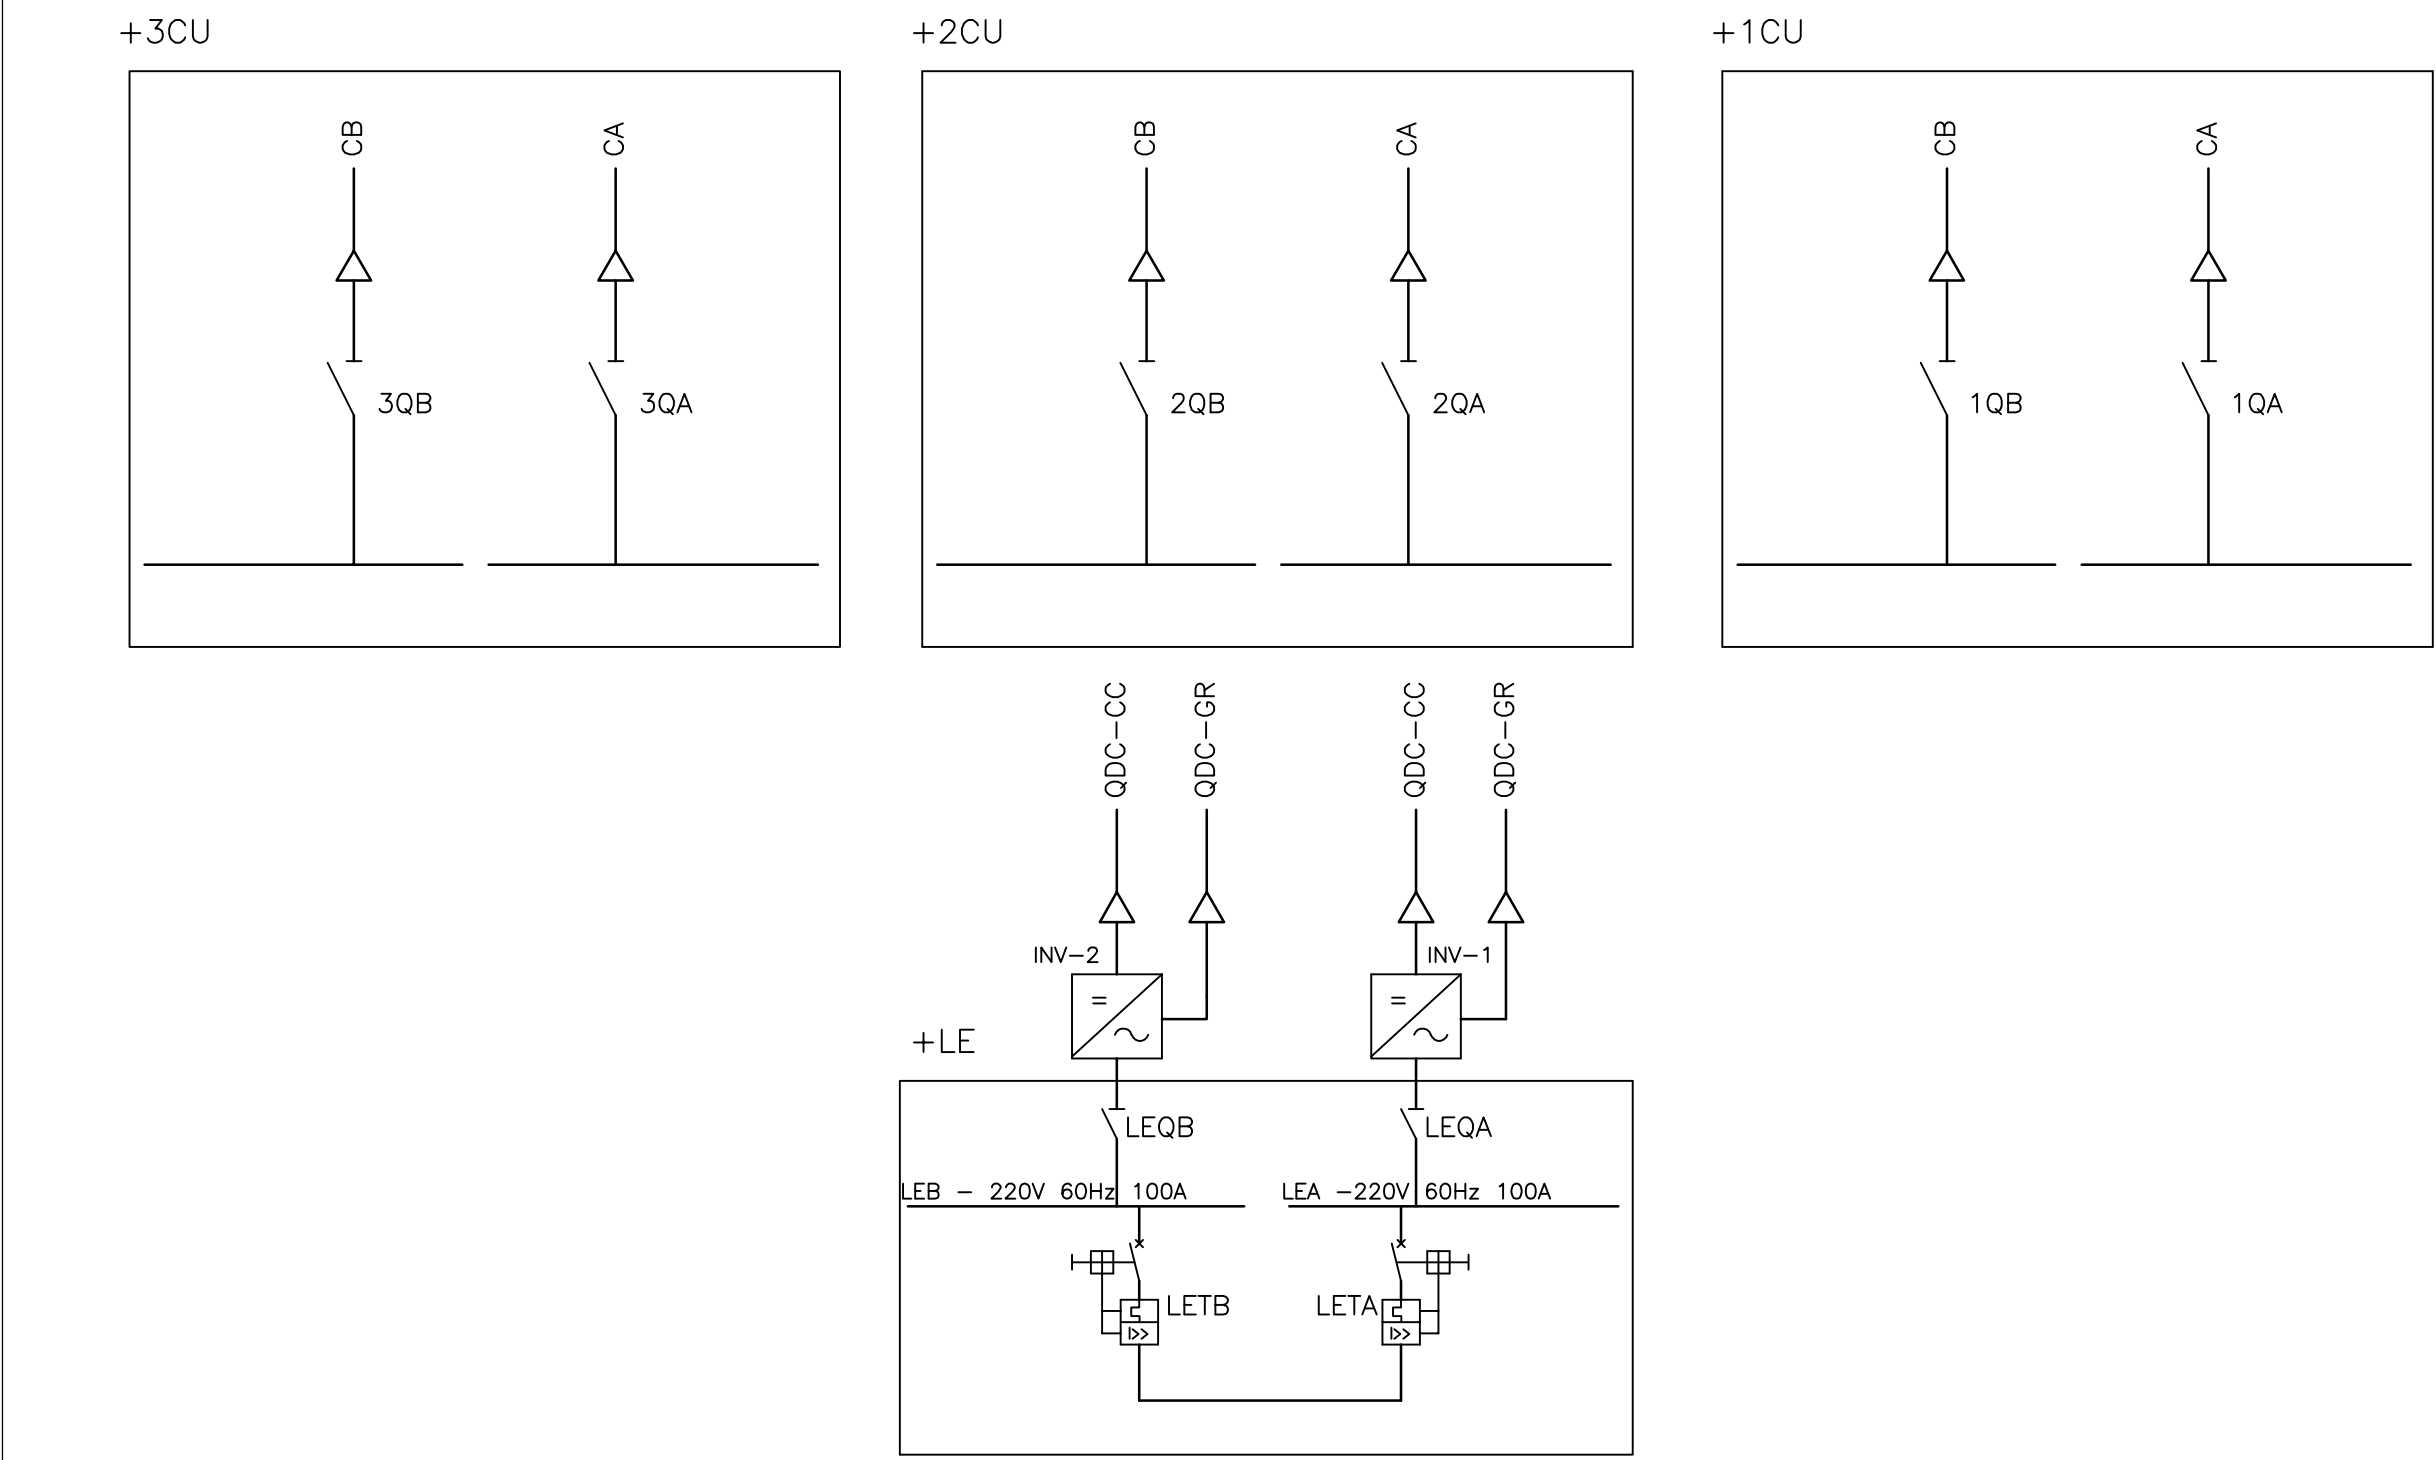 +3CU
+2CU
+1CU
CB
CA
CB
CA
CB
CA
3QB
3QA
2QB
2QA
1QB
1QA
QDC-CC
QDC-GR
QDC-CC
QDC-GR
INV-2
INV-1
=
=
+LE
LEQB
LEQA
LEB - 220V 60Hz 100A
LEA -220V 60Hz 100A
LETB
LETA
I>>
I>>